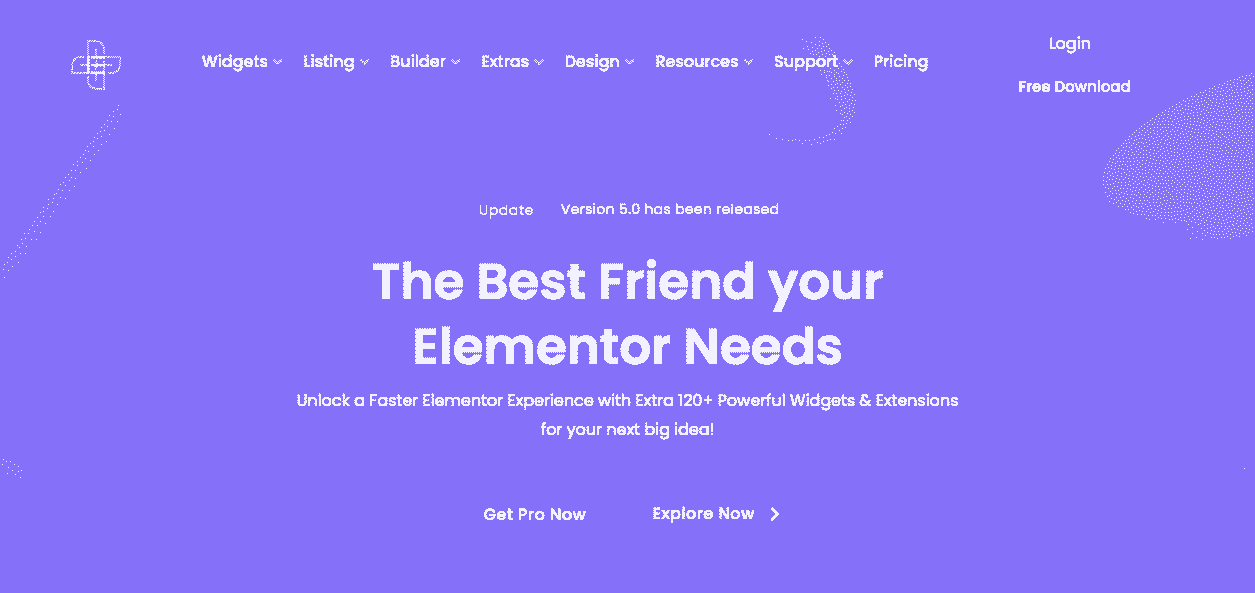 Widgets Listing Builder Extras Design Resources Support Pricing
Login
Free Download
Update Version 5.0 has been released
The Best Friend your
Elementor Needs
Unlock a Faster Elementor Experience with Extra 120+ Powerful Widgets & Extensions
for your next big idea!
Get Pro Now Explore Now